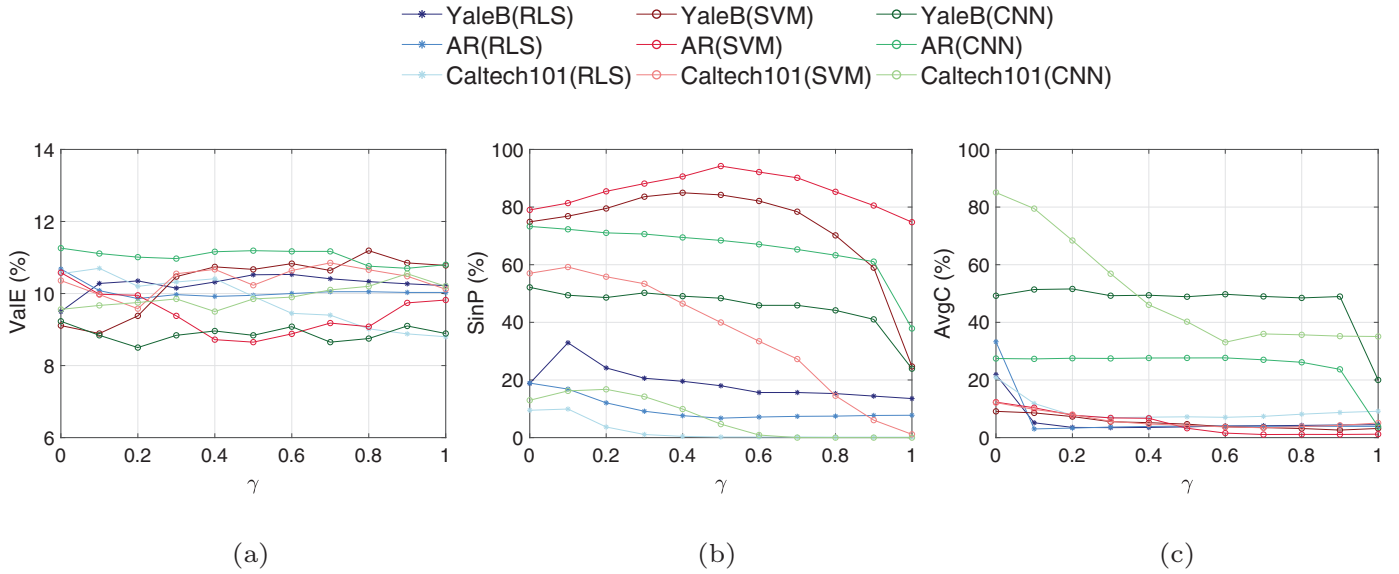 YaleB(RLS) YaleB(SVM) YaleB(CNN)
AR(RLS) AR(SVM) AR(CNN)
Caltech101(RLS) Caltech101(SVM) Caltech101(CNN)
14
12
10
8
6
ValE (%)
0 0.2 0.4 0.6 0.8 1
γ
(a)
100
80
60
40
20
0
SinP (%)
0 0.2 0.4 0.6 0.8 1
γ
(b)
100
80
60
40
20
0
AvgC (%)
0 0.2 0.4 0.6 0.8 1
γ
(c)